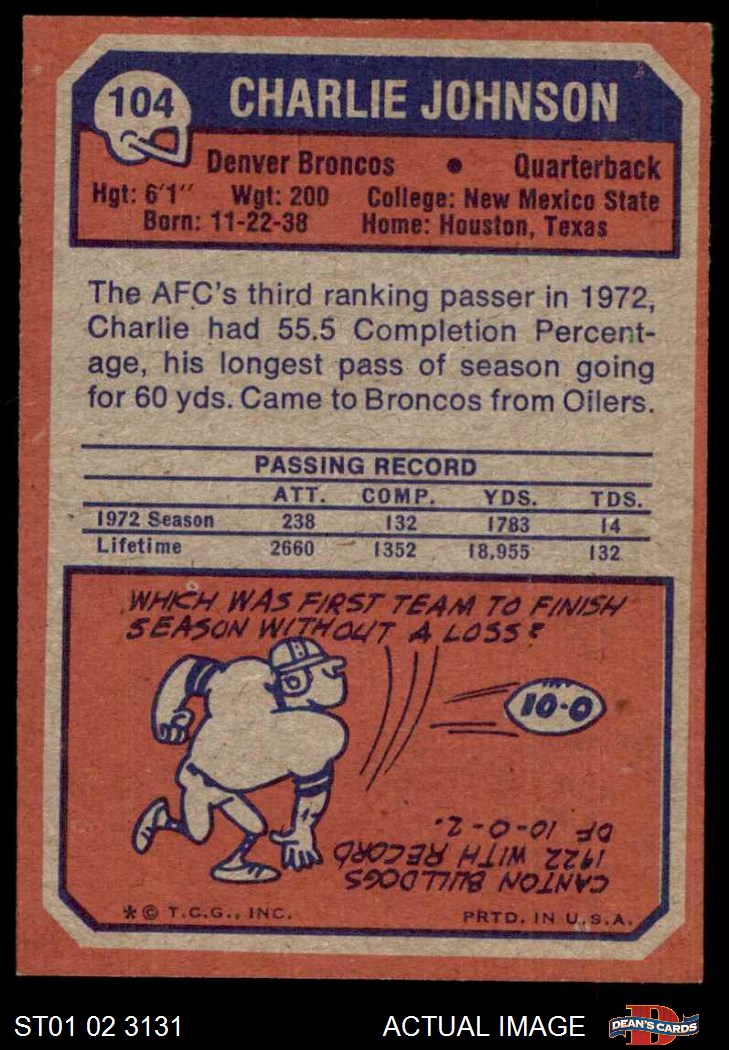 104
CHARLIE JOHNSON
Denver Broncos • Quarterback
Hgt: 6'1" Wgt: 200 College: New Mexico State
Born: 11-22-38 Home: Houston, Texas
The AFC's third ranking passer in 1972,
Charlie had 55.5 Completion Percent-
age, his longest pass of season going
for 60 yds. Came to Broncos from Oilers.
PASSING RECORD
ATT. COMP. YDS. TDS.
1972 Season 238 132 1783 14
Lifetime 2660 1352 18,955 132
WHICH WAS FIRST TEAM TO FINISH
SEASON WITHOUT A LOSS?
10-0
CANTON BULLDOGS
1922 WITH RECORD
OF 10-0-2.
* © T.C.G., INC. PRTD. IN U.S.A.
ST01 02 3131 ACTUAL IMAGE
D
DEAN'S CARDS